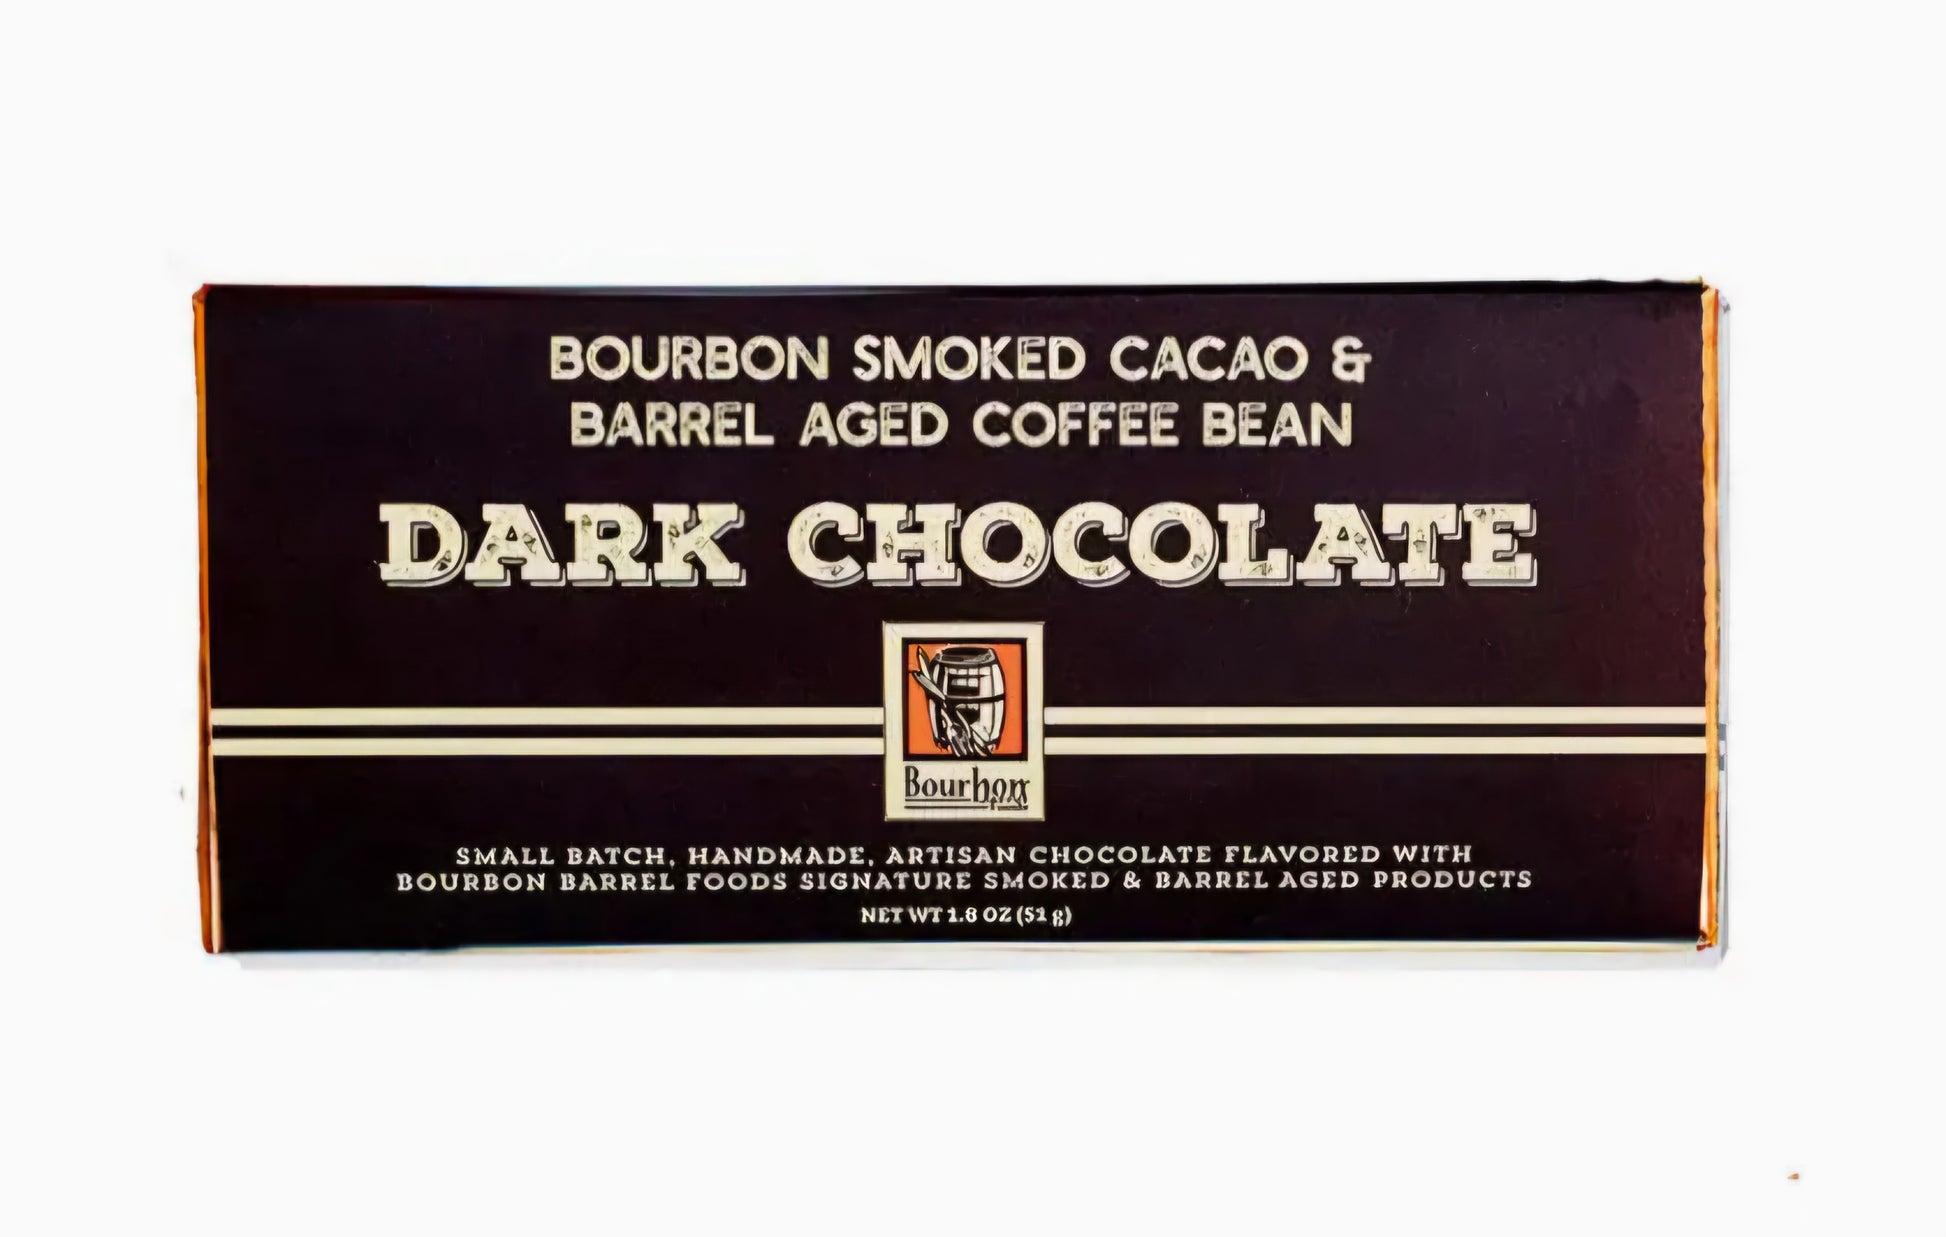 BOURBON SMOKED CACAO &
BARREL AGED COFFEE BEAN
DARK CHOCOLATE
Bourbon
SMALL BATCH, HANDMADE, ARTISAN CHOCOLATE FLAVORED WITH
BOURBON BARREL FOODS SIGNATURE SMOKED & BARREL AGED PRODUCTS
NET WT 1.8 OZ (51 g)